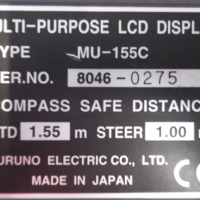 ULTI-PURPOSE LCD DISPL
YPE MU-155C
ER.NO. 8046-0275
OMPASS SAFE DISTANC
TD 1.55 m STEER 1.00
URUNO ELECTRIC CO., LTD.
MADE IN JAPAN CE